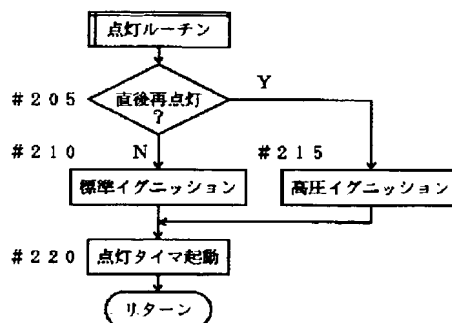 点灯ルーチン
Y
#205 直後再点灯
?
#210 N #215
標準イグニッション 高圧イグニッション
#220 点灯タイマ起動
リターン